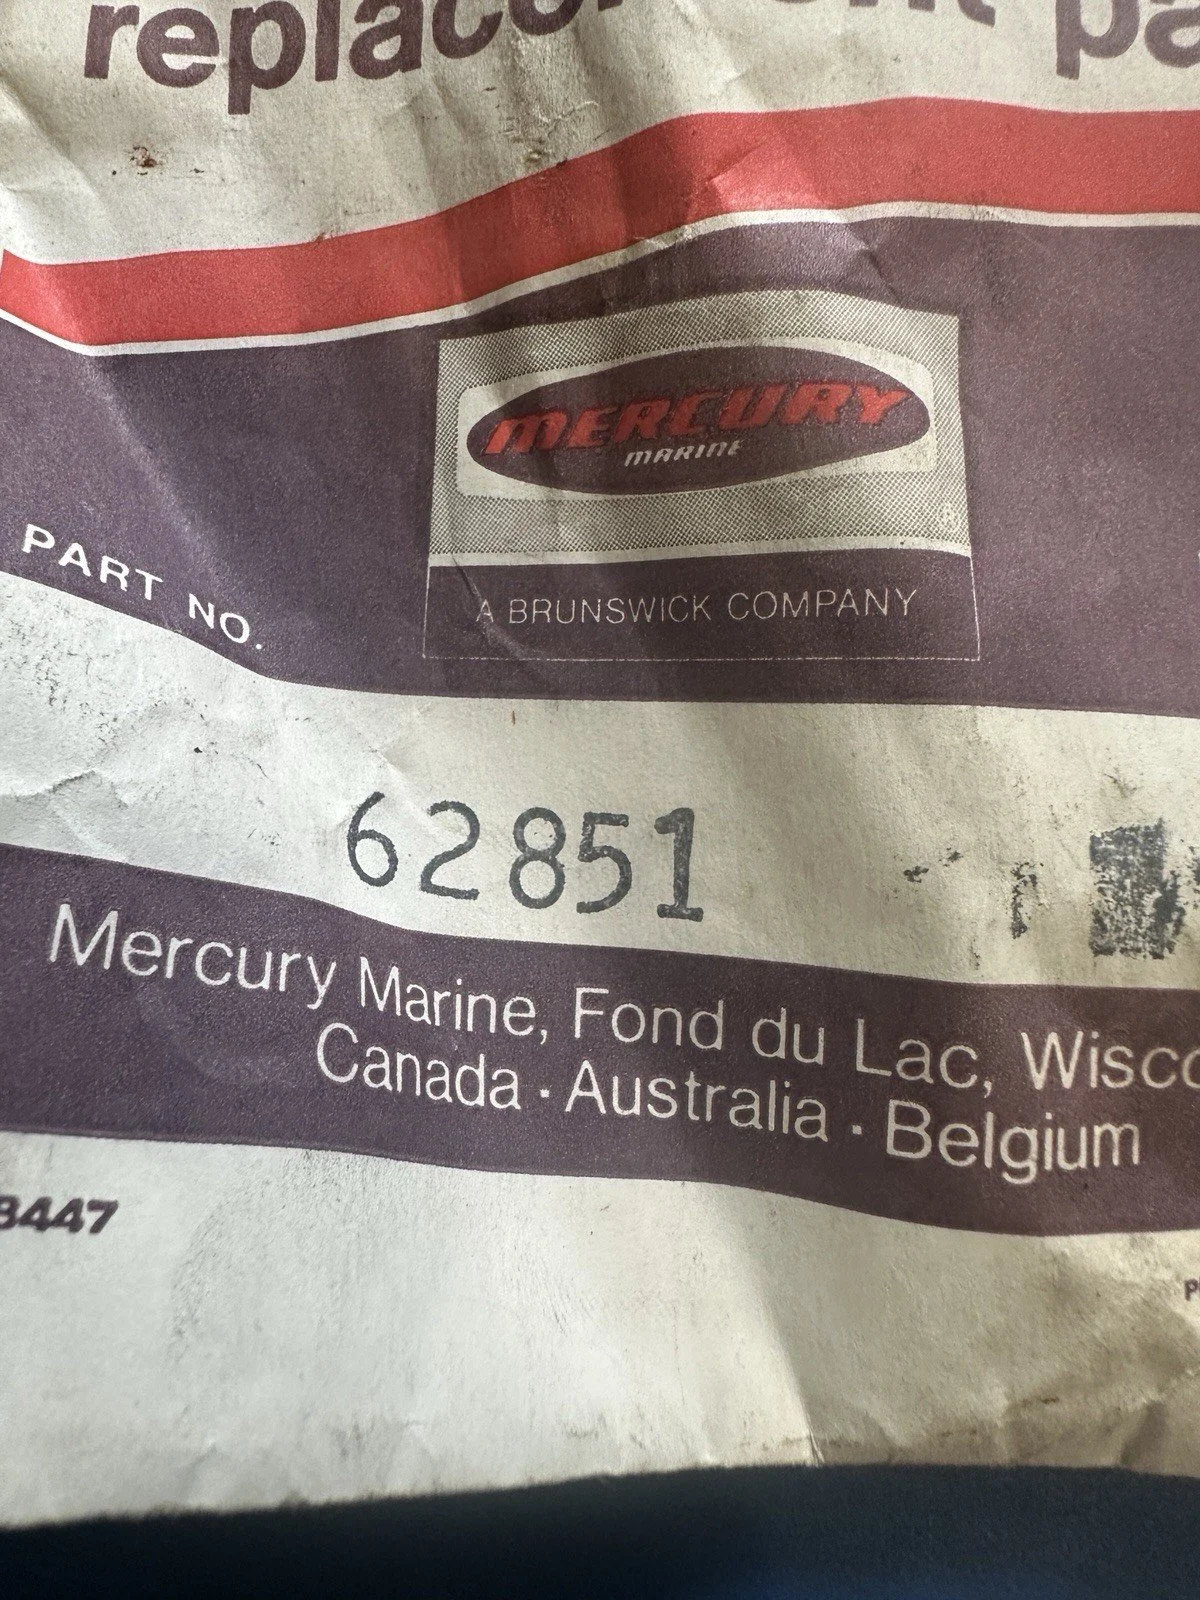 MERCURY
MARINE
PART NO.
A BRUNSWICK COMPANY
62851
Mercury Marine, Fond du Lac,
Canada · Australia · Belgium